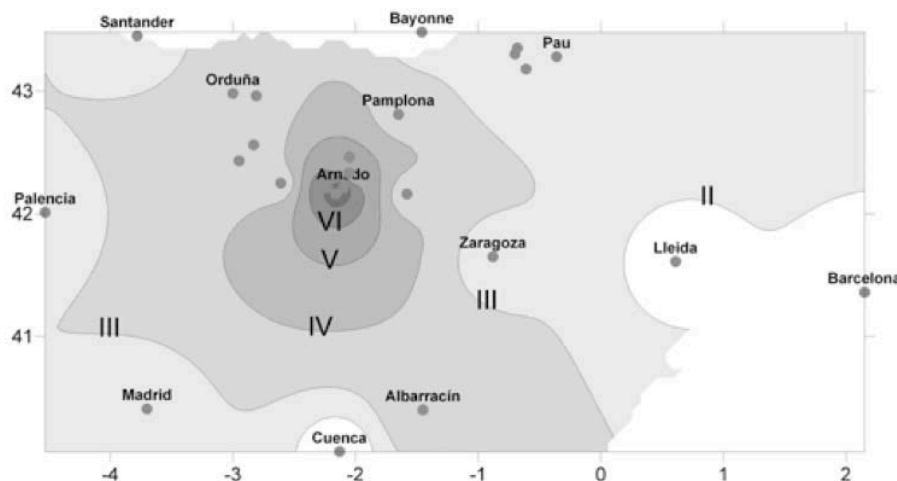 Santander
Bayonne
Pau
Orduña
43
Pamplona
Arnedo
Palencia
42
VI
II
V
Zaragoza
Lleida
Barcelona
III
III
IV
41
Madrid
Albarracín
Cuenca
-4 -3 -2 -1 0 1 2